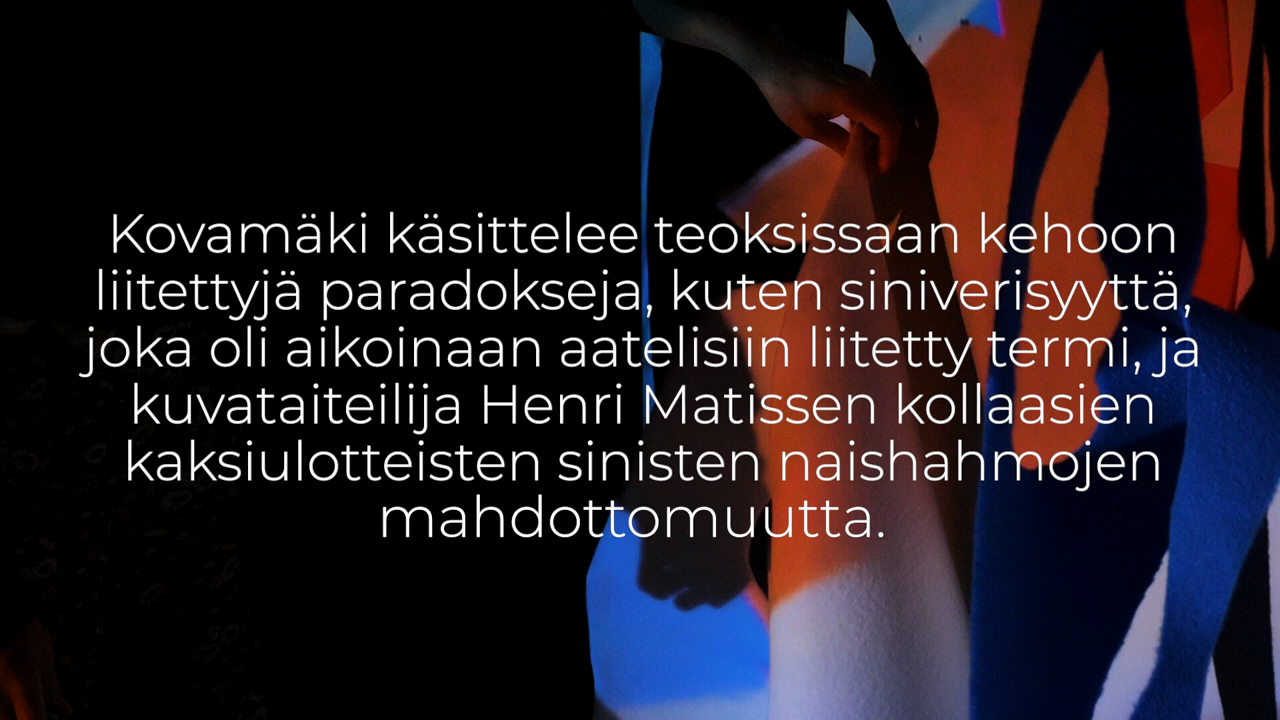 Kovamäki käsittelee teoksissaan kehoon
liitettyjä paradokseja, kuten siniverisyyttä,
joka oli aikoinaan aatelisiin liitetty termi, ja
kuvataiteilija Henri Matissen kollaasien
kaksiulotteisten sinisten naishahmojen
mahdottomuutta.